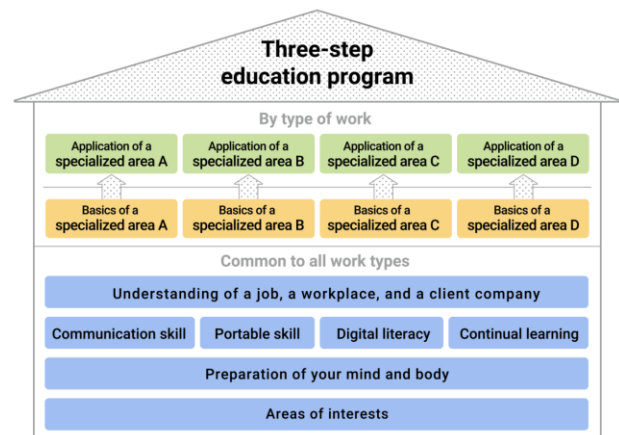 Three-step
education program
By type of work
Application of a
specialized area A
Application of a
specialized area B
Application of a
specialized area C
Application of a
specialized area D
Basics of a
specialized area A
Basics of a
specialized area B
Basics of a
specialized area C
Basics of a
specialized area D
Common to all work types
Understanding of a job, a workplace, and a client company
Communication skill
Portable skill
Digital literacy
Continual learning
Preparation of your mind and body
Areas of interests